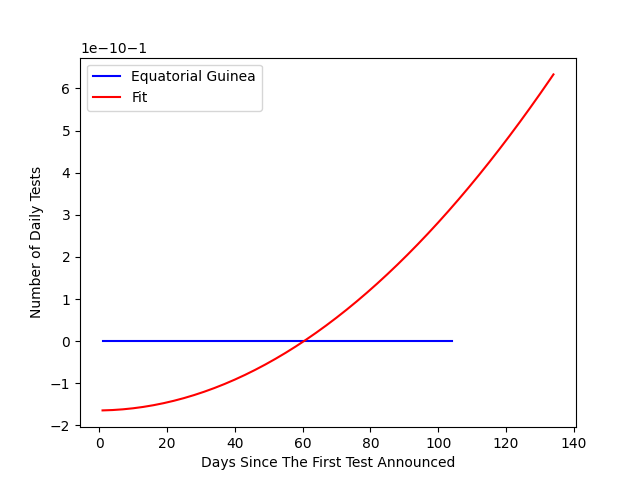 1e−10−1
Equatorial Guinea
Fit
6
5
4
3
2
1
0
−1
−2
Number of Daily Tests
0 20 40 60 80 100 120 140
Days Since The First Test Announced